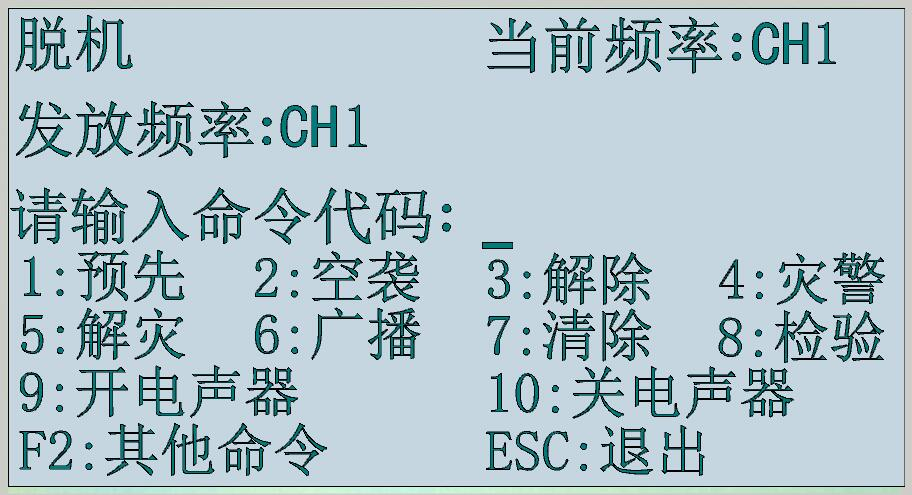 脱机 当前频率:CH1
发放频率:CH1
请输入命令代码: _
1:预先 2:空袭 3:解除 4:灾警
5:解灾 6:广播 7:清除 8:检验
9:开电声器 10:关电声器
F2:其他命令 ESC:退出